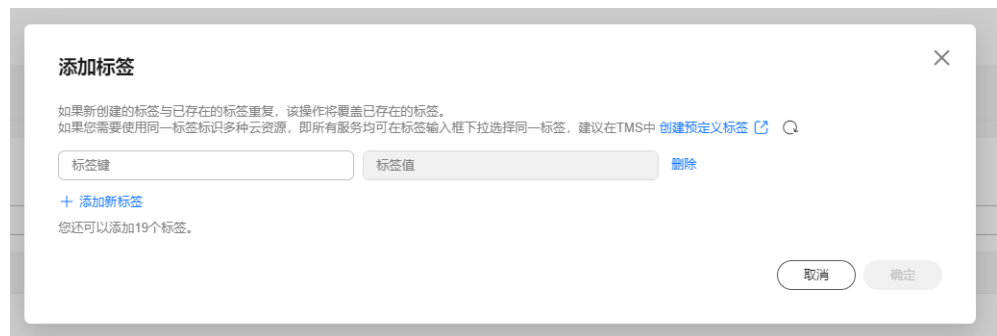 添加标签
如果新创建的标签与已存在的标签重复，该操作将覆盖已存在的标签。
如果您需要使用同一标签标识多种云资源，即所有服务均可在标签输入框下拉选择同一标签，建议在TMS中 创建预定义标签
标签键 标签值 删除
添加新标签
您还可以添加19个标签。
取消 确定